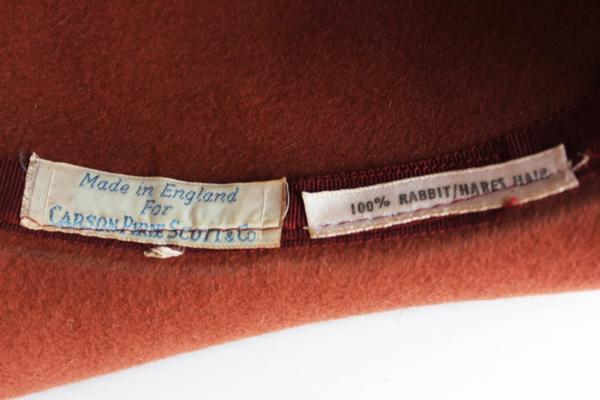 Made in England
For
CARSON PIRIE SCOTT & Co
100% RABBIT/HARES HAIR